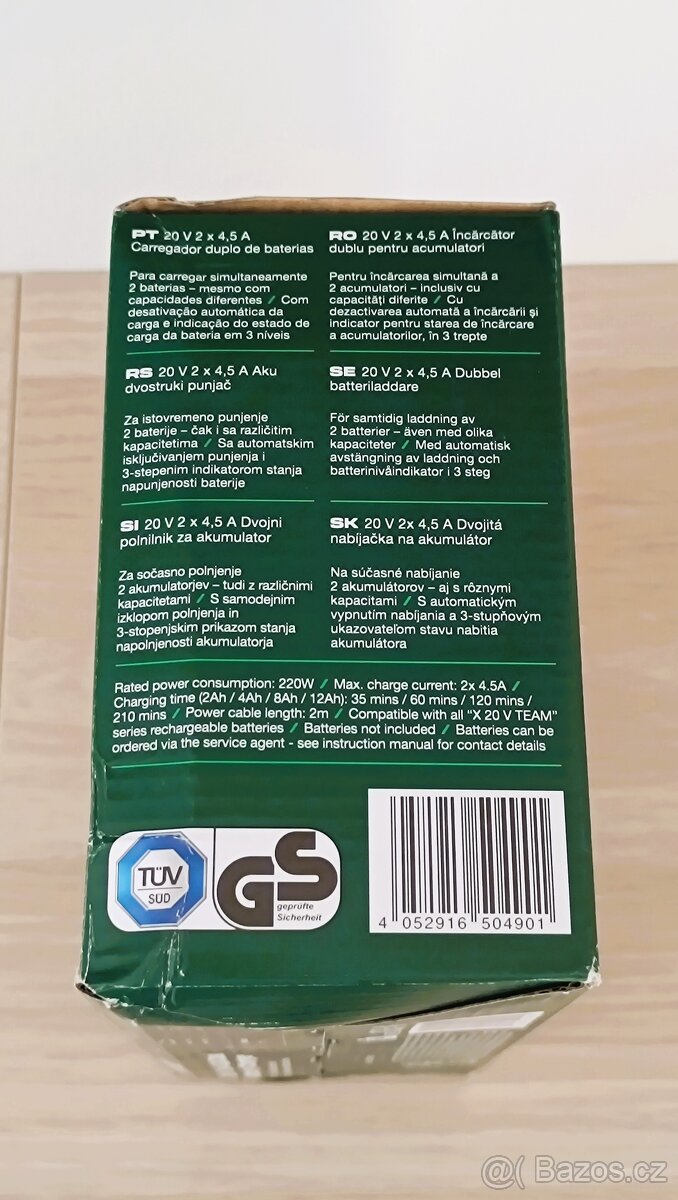 PT 20 V 2 x 4,5 A
Carregador duplo de baterias
Para carregar simultaneamente
2 baterias – mesmo com
capacidades diferentes / Com
desativação automática da
carga e indicação do estado de
carga da bateria em 3 níveis
RO 20 V 2 x 4,5 A Încărcător
dublu pentru acumulatori
Pentru încărcarea simultană a
2 acumulatori – inclusiv cu
capacități diferite / Cu
dezactivarea automată a încărcării și
indicator pentru starea de încărcare
a acumulatorilor, în 3 trepte
RS 20 V 2 x 4,5 A Aku
dvostruki punjač
Za istovremeno punjenje
2 baterije – čak i sa različitim
kapacitetima / Sa automatskim
isključivanjem punjenja i
3-stepenim indikatorom stanja
napunjenosti baterije
SE 20 V 2 x 4,5 A Dubbel
batteriladdare
För samtidig laddning av
2 batterier – även med olika
kapaciteter / Med automatisk
avstängning av laddning och
batterinivåindikator i 3 steg
SI 20 V 2 x 4,5 A Dvojni
polnilnik za akumulator
Za sočasno polnjenje
2 akumulatorjev – tudi z različnimi
kapacitetami / S samodejnim
izklopom polnjenja in
3-stopenjskim prikazom stanja
napolnjenosti akumulatorja
SK 20 V 2x 4,5 A Dvojitá
nabíjačka na akumulátor
Na súčasné nabíjanie
2 akumulátorov – aj s rôznymi
kapacitami / S automatickým
vypnutím nabíjania a 3-stupňovým
ukazovateľom stavu nabitia
akumulátora
Rated power consumption: 220W / Max. charge current: 2x 4.5A /
Charging time (2Ah / 4Ah / 8Ah / 12Ah): 35 mins / 60 mins / 120 mins /
210 mins / Power cable length: 2m / Compatible with all “X 20 V TEAM”
series rechargeable batteries / Batteries not included / Batteries can be
ordered via the service agent - see instruction manual for contact details
TÜV
SÜD
GS
geprüfte
Sicherheit
4 052916 504901
@( Bazos.cz